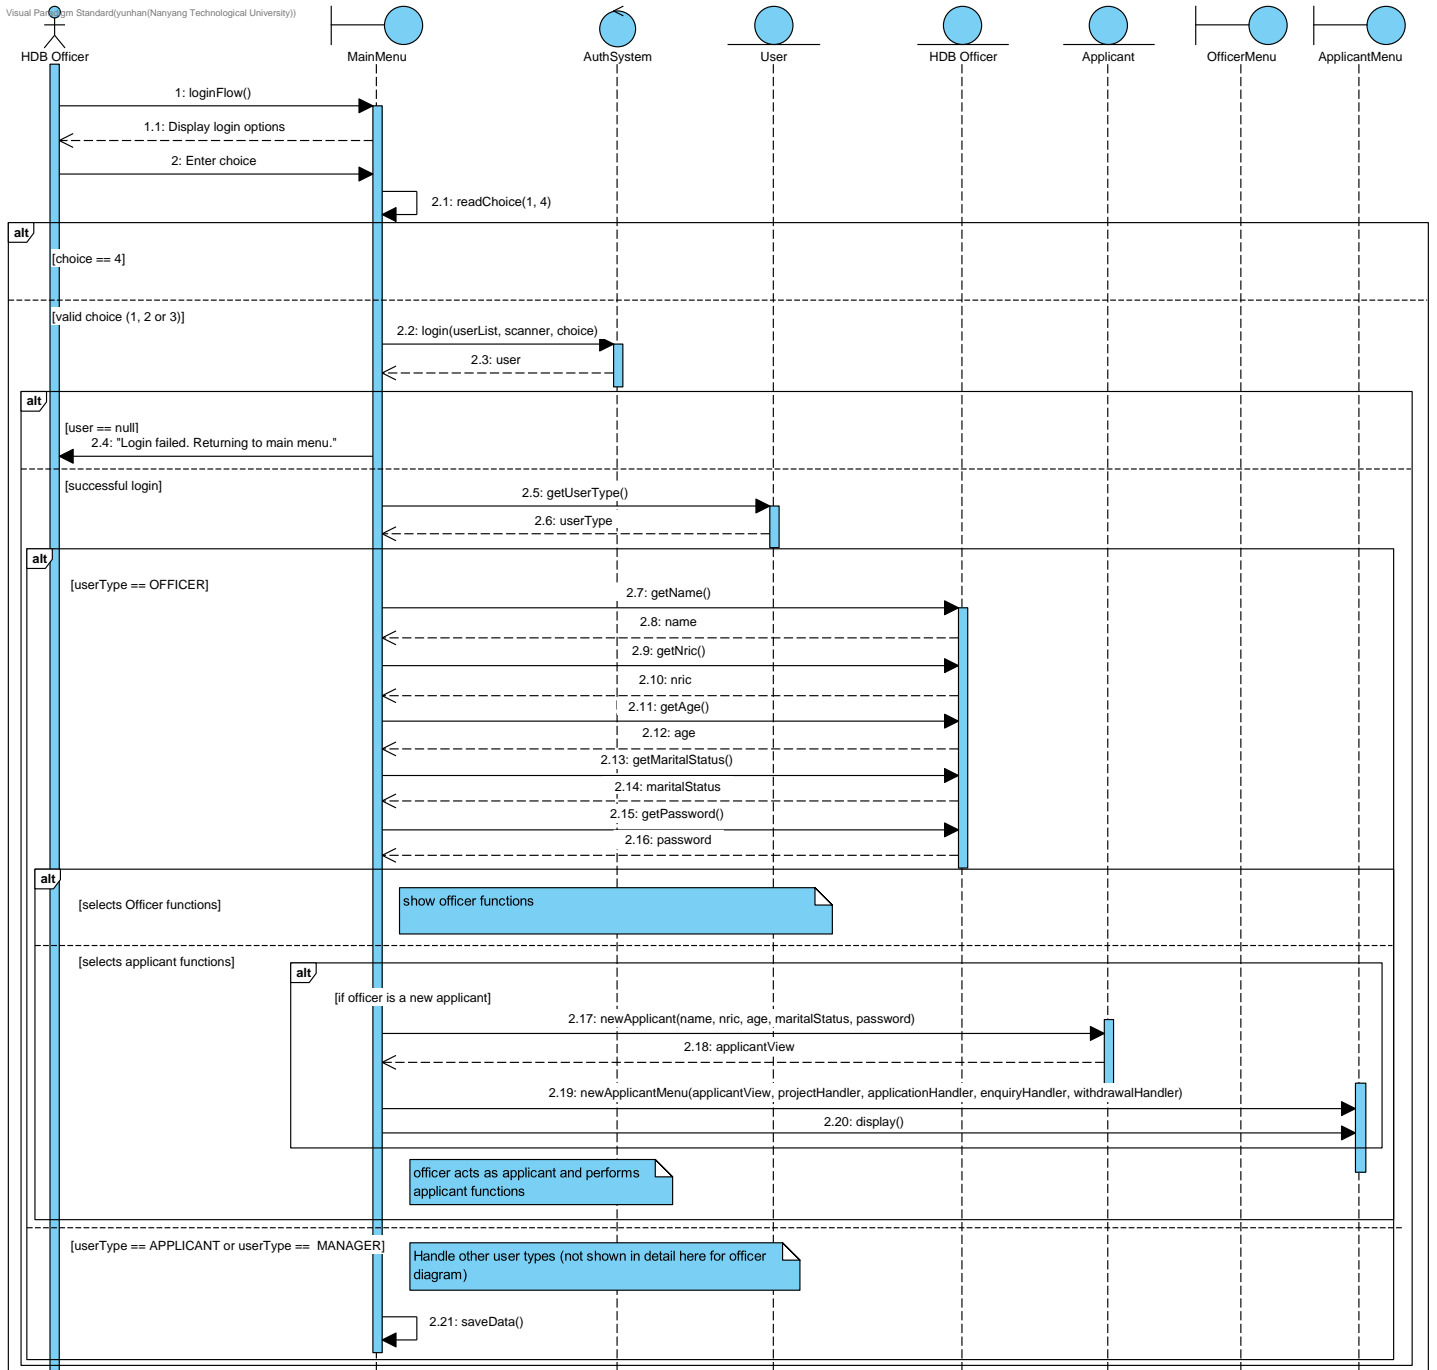 Visual Paradigm Standard(yunhan(Nanyang Technological University))
HDB Officer
MainMenu
AuthSystem
User
HDB Officer
Applicant
OfficerMenu
ApplicantMenu
1: loginFlow()
1.1: Display login options
2: Enter choice
2.1: readChoice(1, 4)
alt
[choice == 4]
[valid choice (1, 2 or 3)]
2.2: login(userList, scanner, choice)
2.3: user
alt
[user == null]
2.4: "Login failed. Returning to main menu."
[successful login]
2.5: getUserType()
2.6: userType
alt
[userType == OFFICER]
2.7: getName()
2.8: name
2.9: getNric()
2.10: nric
2.11: getAge()
2.12: age
2.13: getMaritalStatus()
2.14: maritalStatus
2.15: getPassword()
2.16: password
alt
[selects Officer functions]
show officer functions
[selects applicant functions]
alt
[if officer is a new applicant]
2.17: newApplicant(name, nric, age, maritalStatus, password)
2.18: applicantView
2.19: newApplicantMenu(applicantView, projectHandler, applicationHandler, enquiryHandler, withdrawalHandler)
2.20: display()
officer acts as applicant and performs
applicant functions
[userType == APPLICANT or userType ==  MANAGER]
Handle other user types (not shown in detail here for officer
diagram)
2.21: saveData()